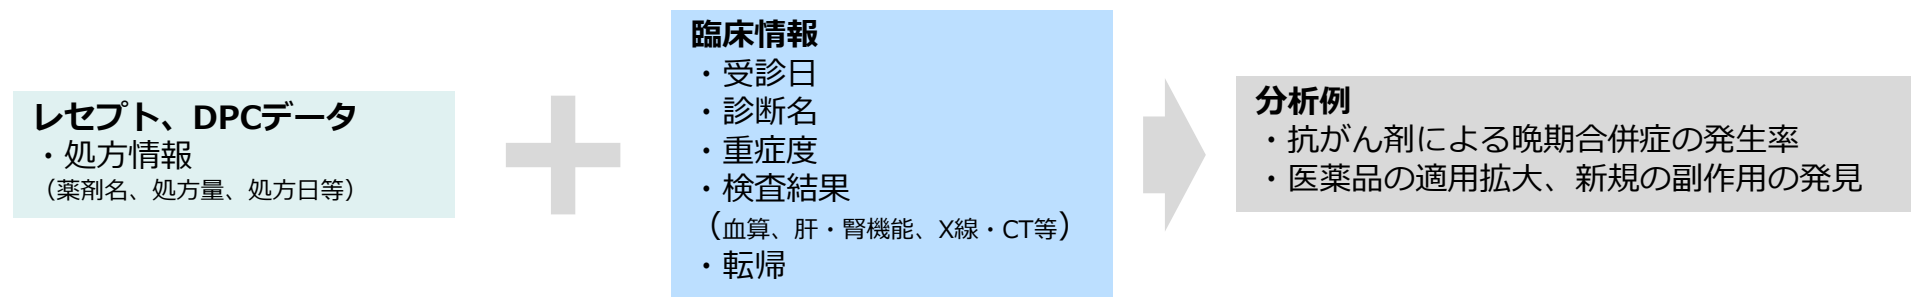 レセプト、DPCデータ
・処方情報
（薬剤名、処方量、処方日等）
臨床情報
・受診日
・診断名
・重症度
・検査結果
（血算、肝・腎機能、X線・CT等）
・転帰
分析例
・抗がん剤による晩期合併症の発生率
・医薬品の適用拡大、新規の副作用の発見